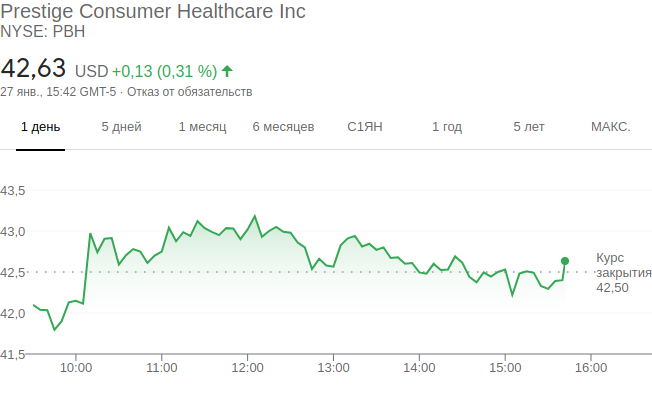 Prestige Consumer Healthcare Inc
NYSE: PBH
42,63 USD +0,13 (0,31 %)
27 янв., 15:42 GMT-5 · Отказ от обязательств
1 день 5 дней 1 месяц 6 месяцев С1ЯН 1 год 5 лет МАКС.
43,5
43,0
42,5
42,0
41,5
Курс
закрытия
42,50
10:00 11:00 12:00 13:00 14:00 15:00 16:00